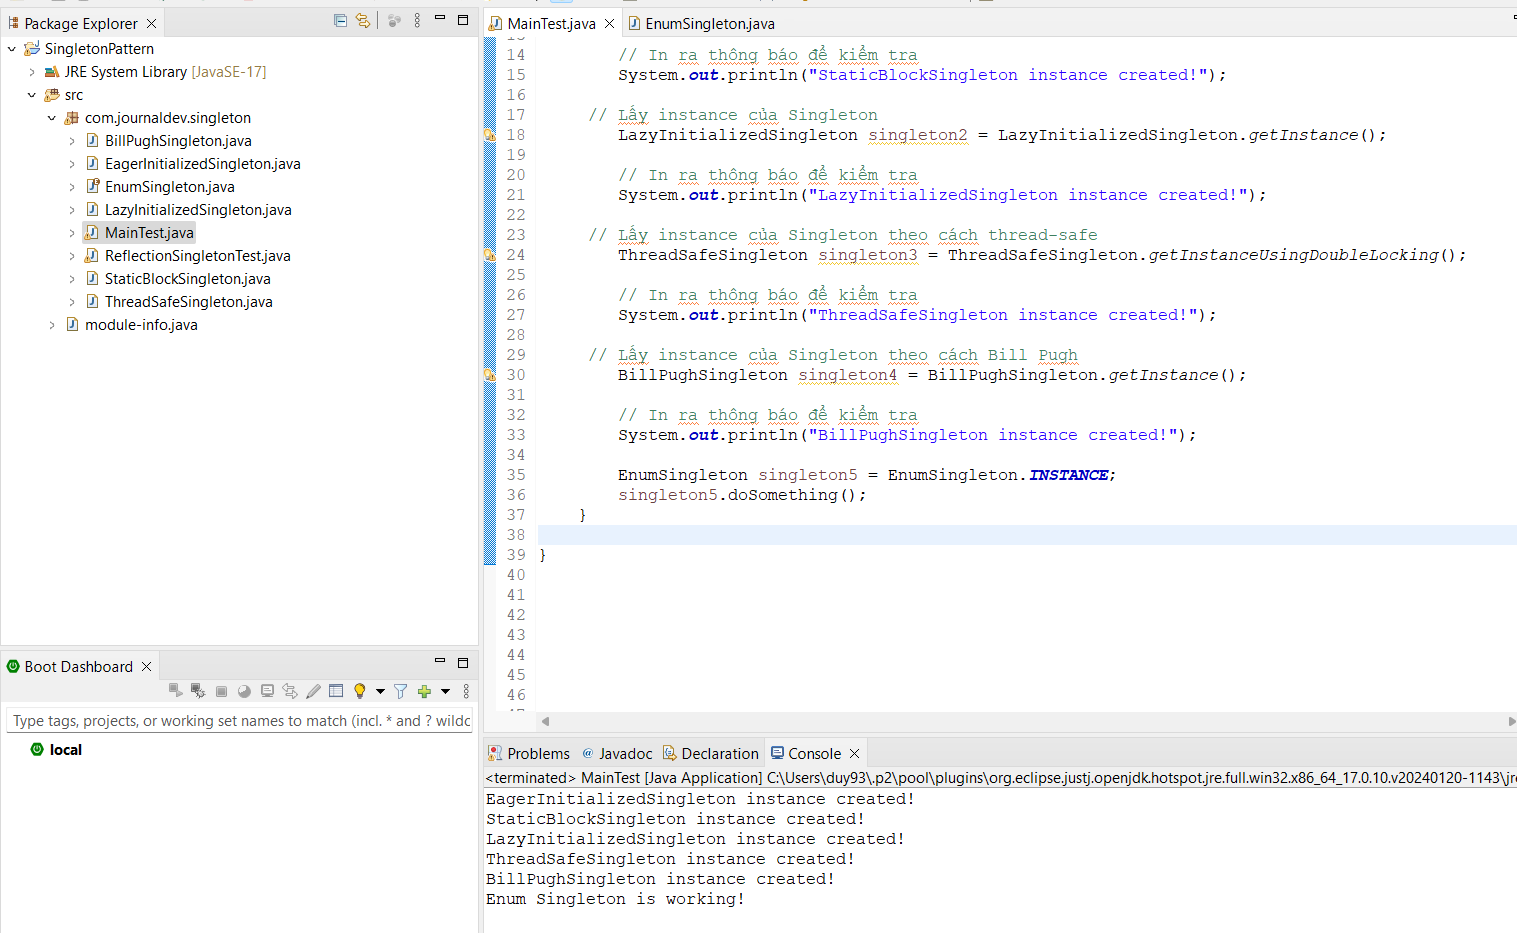 Package Explorer
SingletonPattern
JRE System Library [JavaSE-17]
src
com.journaldev.singleton
BillPughSingleton.java
EagerInitializedSingleton.java
EnumSingleton.java
LazyInitializedSingleton.java
MainTest.java
ReflectionSingletonTest.java
StaticBlockSingleton.java
ThreadSafeSingleton.java
module-info.java
Boot Dashboard
Type tags, projects, or working set names to match (incl. * and ? wildc
local
MainTest.java
EnumSingleton.java
14 // In ra thông báo để kiểm tra
15 System.out.println("StaticBlockSingleton instance created!");
16
17 // Lấy instance của Singleton
18 LazyInitializedSingleton singleton2 = LazyInitializedSingleton.getInstance();
19
20 // In ra thông báo để kiểm tra
21 System.out.println("LazyInitializedSingleton instance created!");
22
23 // Lấy instance của Singleton theo cách thread-safe
24 ThreadSafeSingleton singleton3 = ThreadSafeSingleton.getInstanceUsingDoubleLocking();
25
26 // In ra thông báo để kiểm tra
27 System.out.println("ThreadSafeSingleton instance created!");
28
29 // Lấy instance của Singleton theo cách Bill Pugh
30 BillPughSingleton singleton4 = BillPughSingleton.getInstance();
31
32 // In ra thông báo để kiểm tra
33 System.out.println("BillPughSingleton instance created!");
34
35 EnumSingleton singleton5 = EnumSingleton.INSTANCE;
36 singleton5.doSomething();
37 }
38
39 }
40
41
42
43
44
45
46
Problems @ Javadoc Declaration Console
<terminated> MainTest [Java Application] C:\Users\duy93\.p2\pool\plugins\org.eclipse.justj.openjdk.hotspot.jre.full.win32.x86_64_17.0.10.v20240120-1143\jre
EagerInitializedSingleton instance created!
StaticBlockSingleton instance created!
LazyInitializedSingleton instance created!
ThreadSafeSingleton instance created!
BillPughSingleton instance created!
Enum Singleton is working!